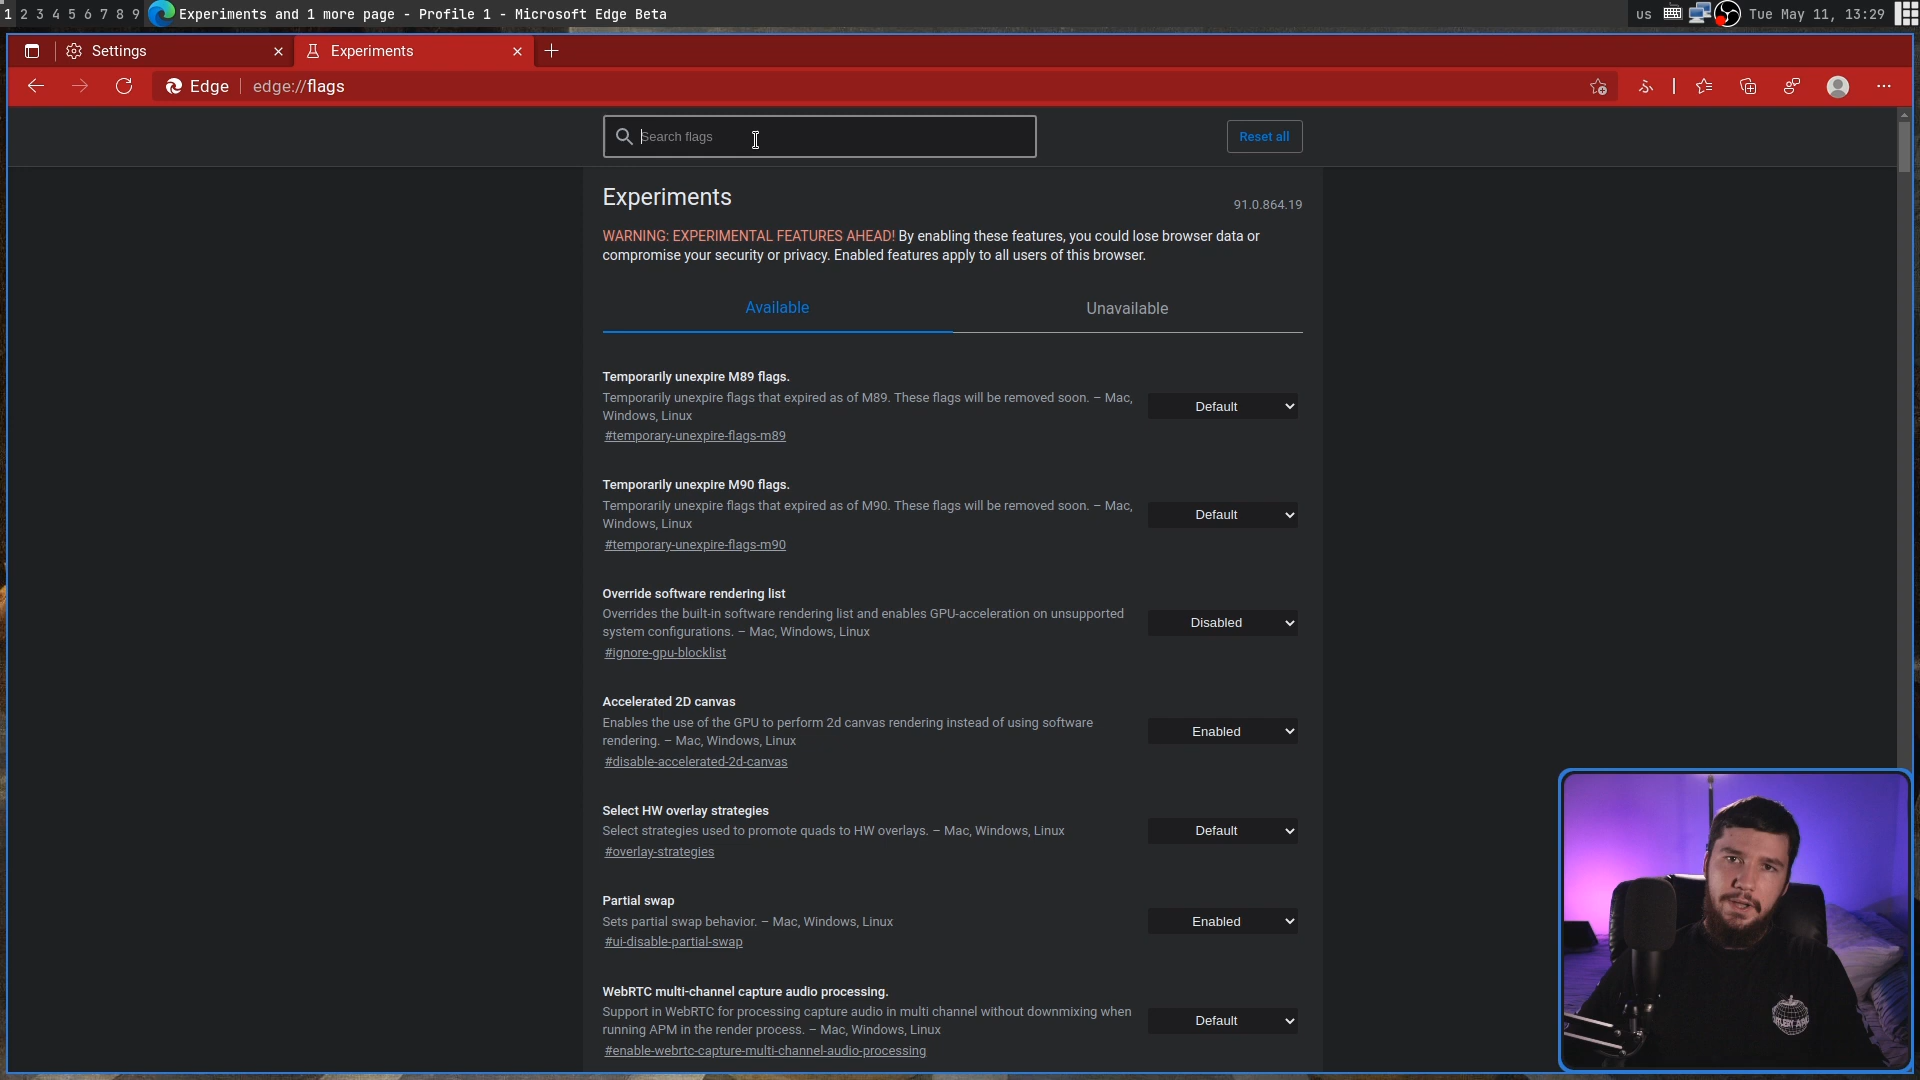 1 2 3 4 5 6 7 8 9 Experiments and 1 more page - Profile 1 - Microsoft Edge Beta us Tue May 11, 13:29
Settings Experiments
Edge edge://flags
Search flags Reset all
Experiments
91.0.864.19
WARNING: EXPERIMENTAL FEATURES AHEAD! By enabling these features, you could lose browser data or
compromise your security or privacy. Enabled features apply to all users of this browser.
Available Unavailable
Temporarily unexpire M89 flags.
Temporarily unexpire flags that expired as of M89. These flags will be removed soon. – Mac,
Windows, Linux
Default
#temporary-unexpire-flags-m89
Temporarily unexpire M90 flags.
Temporarily unexpire flags that expired as of M90. These flags will be removed soon. – Mac,
Windows, Linux
Default
#temporary-unexpire-flags-m90
Override software rendering list
Overrides the built-in software rendering list and enables GPU-acceleration on unsupported
system configurations. – Mac, Windows, Linux
Disabled
#ignore-gpu-blocklist
Accelerated 2D canvas
Enables the use of the GPU to perform 2d canvas rendering instead of using software
rendering. – Mac, Windows, Linux
Enabled
#disable-accelerated-2d-canvas
Select HW overlay strategies
Select strategies used to promote quads to HW overlays. – Mac, Windows, Linux
Default
#overlay-strategies
Partial swap
Sets partial swap behavior. – Mac, Windows, Linux
Enabled
#ui-disable-partial-swap
WebRTC multi-channel capture audio processing.
Support in WebRTC for processing capture audio in multi channel without downmixing when
running APM in the render process. – Mac, Windows, Linux
Default
#enable-webrtc-capture-multi-channel-audio-processing